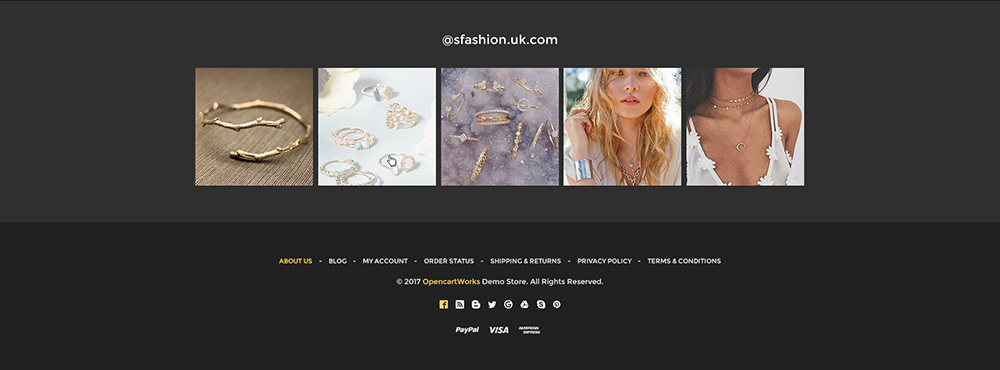 @sfashion.uk.com
ABOUT US - BLOG - MY ACCOUNT - ORDER STATUS - SHIPPING & RETURNS - PRIVACY POLICY - TERMS & CONDITIONS
© 2017 OpencartWorks Demo Store. All Rights Reserved.
PayPal VISA AMERICAN EXPRESS